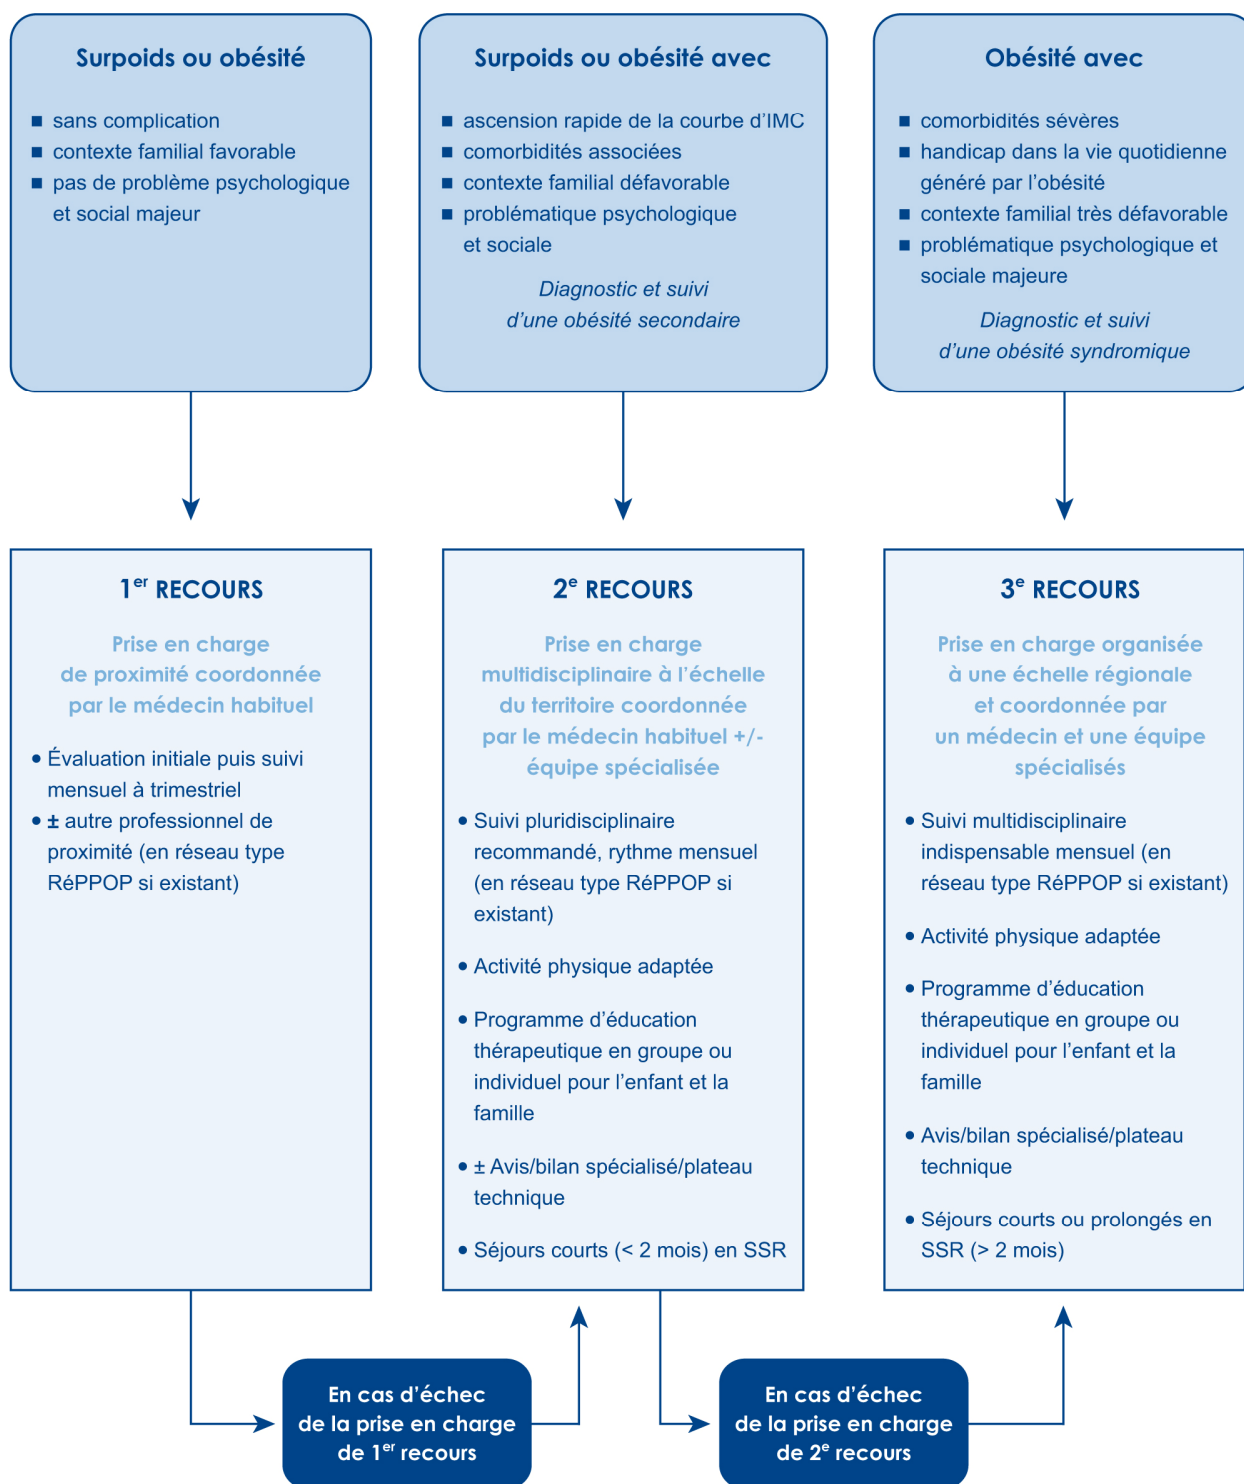 Surpoids ou obésité
■ sans complication
■ contexte familial favorable
■ pas de problème psychologique
et social majeur
Surpoids ou obésité avec
■ ascension rapide de la courbe d’IMC
■ comorbidités associées
■ contexte familial défavorable
■ problématique psychologique
et sociale
Diagnostic et suivi
d’une obésité secondaire
Obésité avec
■ comorbidités sévères
■ handicap dans la vie quotidienne
généré par l’obésité
■ contexte familial très défavorable
■ problématique psychologique et
sociale majeure
Diagnostic et suivi
d’une obésité syndromique
1er RECOURS
Prise en charge
de proximité coordonnée
par le médecin habituel
• Évaluation initiale puis suivi
mensuel à trimestriel
• ± autre professionnel de
proximité (en réseau type
RéPPOP si existant)
2e RECOURS
Prise en charge
multidisciplinaire à l’échelle
du territoire coordonnée
par le médecin habituel +/-
équipe spécialisée
• Suivi pluridisciplinaire
recommandé, rythme mensuel
(en réseau type RéPPOP si
existant)
• Activité physique adaptée
• Programme d’éducation
thérapeutique en groupe ou
individuel pour l’enfant et la
famille
• ± Avis/bilan spécialisé/plateau
technique
• Séjours courts (< 2 mois) en SSR
3e RECOURS
Prise en charge organisée
à une échelle régionale
et coordonnée par
un médecin et une équipe
spécialisés
• Suivi multidisciplinaire
indispensable mensuel (en
réseau type RéPPOP si existant)
• Activité physique adaptée
• Programme d’éducation
thérapeutique en groupe ou
individuel pour l’enfant et la
famille
• Avis/bilan spécialisé/plateau
technique
• Séjours courts ou prolongés en
SSR (> 2 mois)
En cas d’échec
de la prise en charge
de 1er recours
En cas d’échec
de la prise en charge
de 2e recours